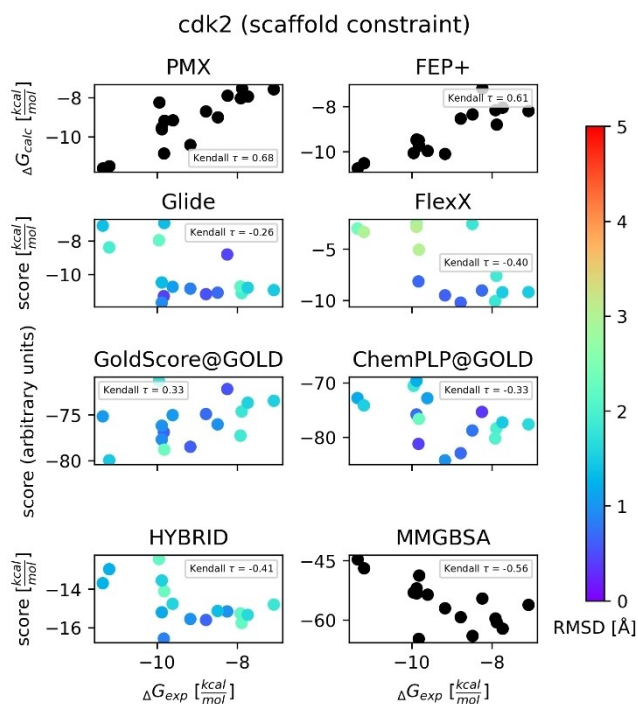 cdk2 (scaffold constraint)
PMX
FEP+
ΔG_calc [kcal/mol]
−8
−10
Kendall τ = 0.68
−8
−10
Kendall τ = 0.61
Glide
FlexX
score [kcal/mol]
−8
−10
Kendall τ = -0.26
−5
−10
Kendall τ = -0.40
GoldScore@GOLD
ChemPLP@GOLD
score (arbitrary units)
−75
−80
Kendall τ = 0.33
−70
−80
Kendall τ = -0.33
HYBRID
MMGBSA
score [kcal/mol]
−14
−16
Kendall τ = -0.41
−45
−60
Kendall τ = -0.56
−10
−8
−10
−8
ΔG_exp [kcal/mol]
ΔG_exp [kcal/mol]
5
4
3
2
1
0
RMSD [Å]